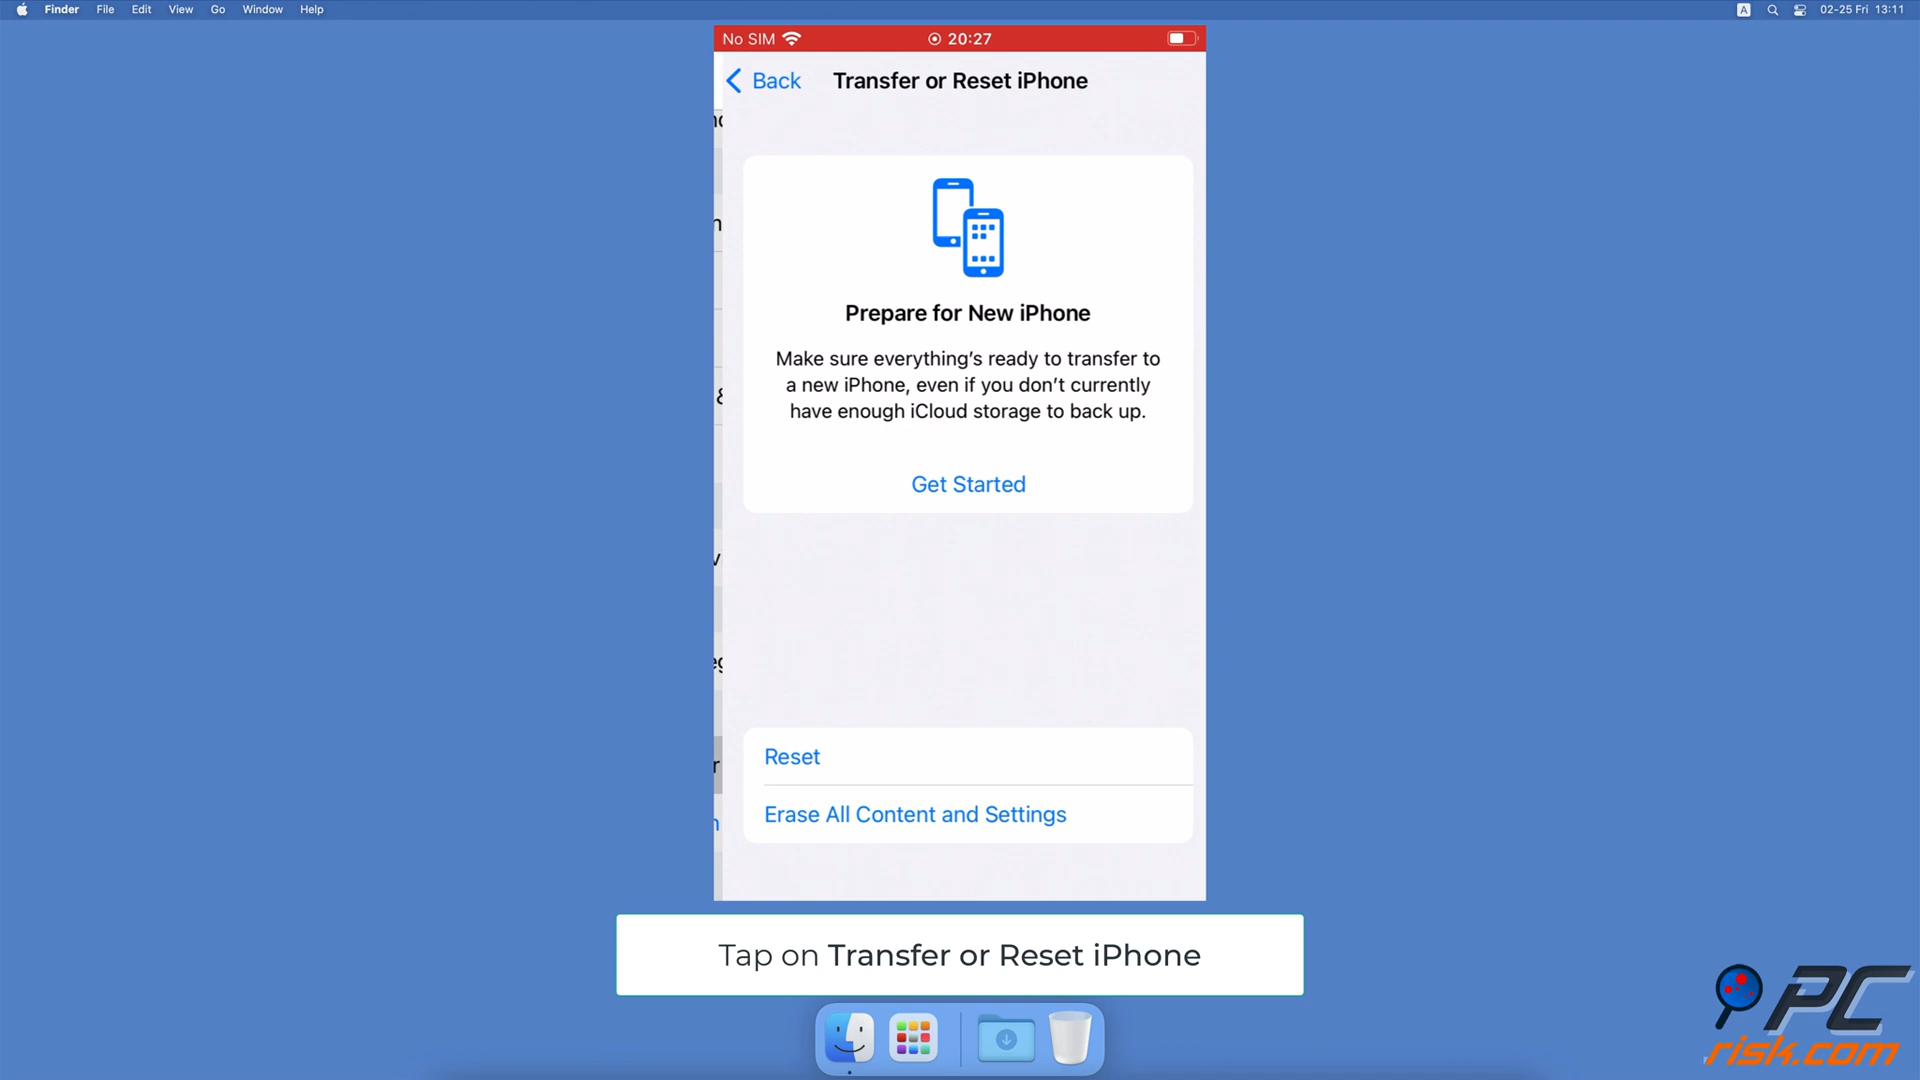 Finder File Edit View Go Window Help
A 02-25 Fri 13:11
No SIM 20:27
Back Transfer or Reset iPhone
Prepare for New iPhone
Make sure everything's ready to transfer to
a new iPhone, even if you don't currently
have enough iCloud storage to back up.
Get Started
Reset
Erase All Content and Settings
Tap on Transfer or Reset iPhone
PC
risk.com